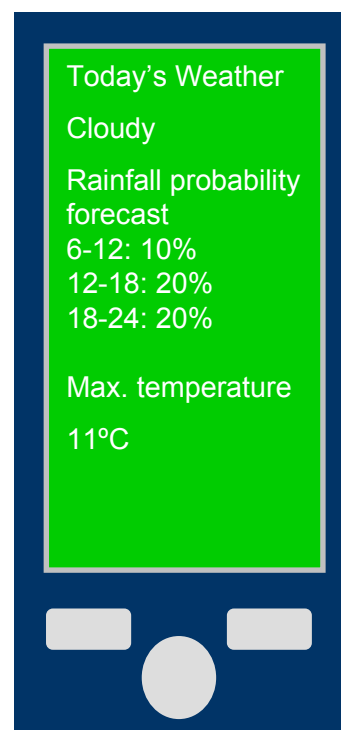 Today's Weather
Cloudy
Rainfall probability
forecast
6-12: 10%
12-18: 20%
18-24: 20%
Max. temperature
11ºC